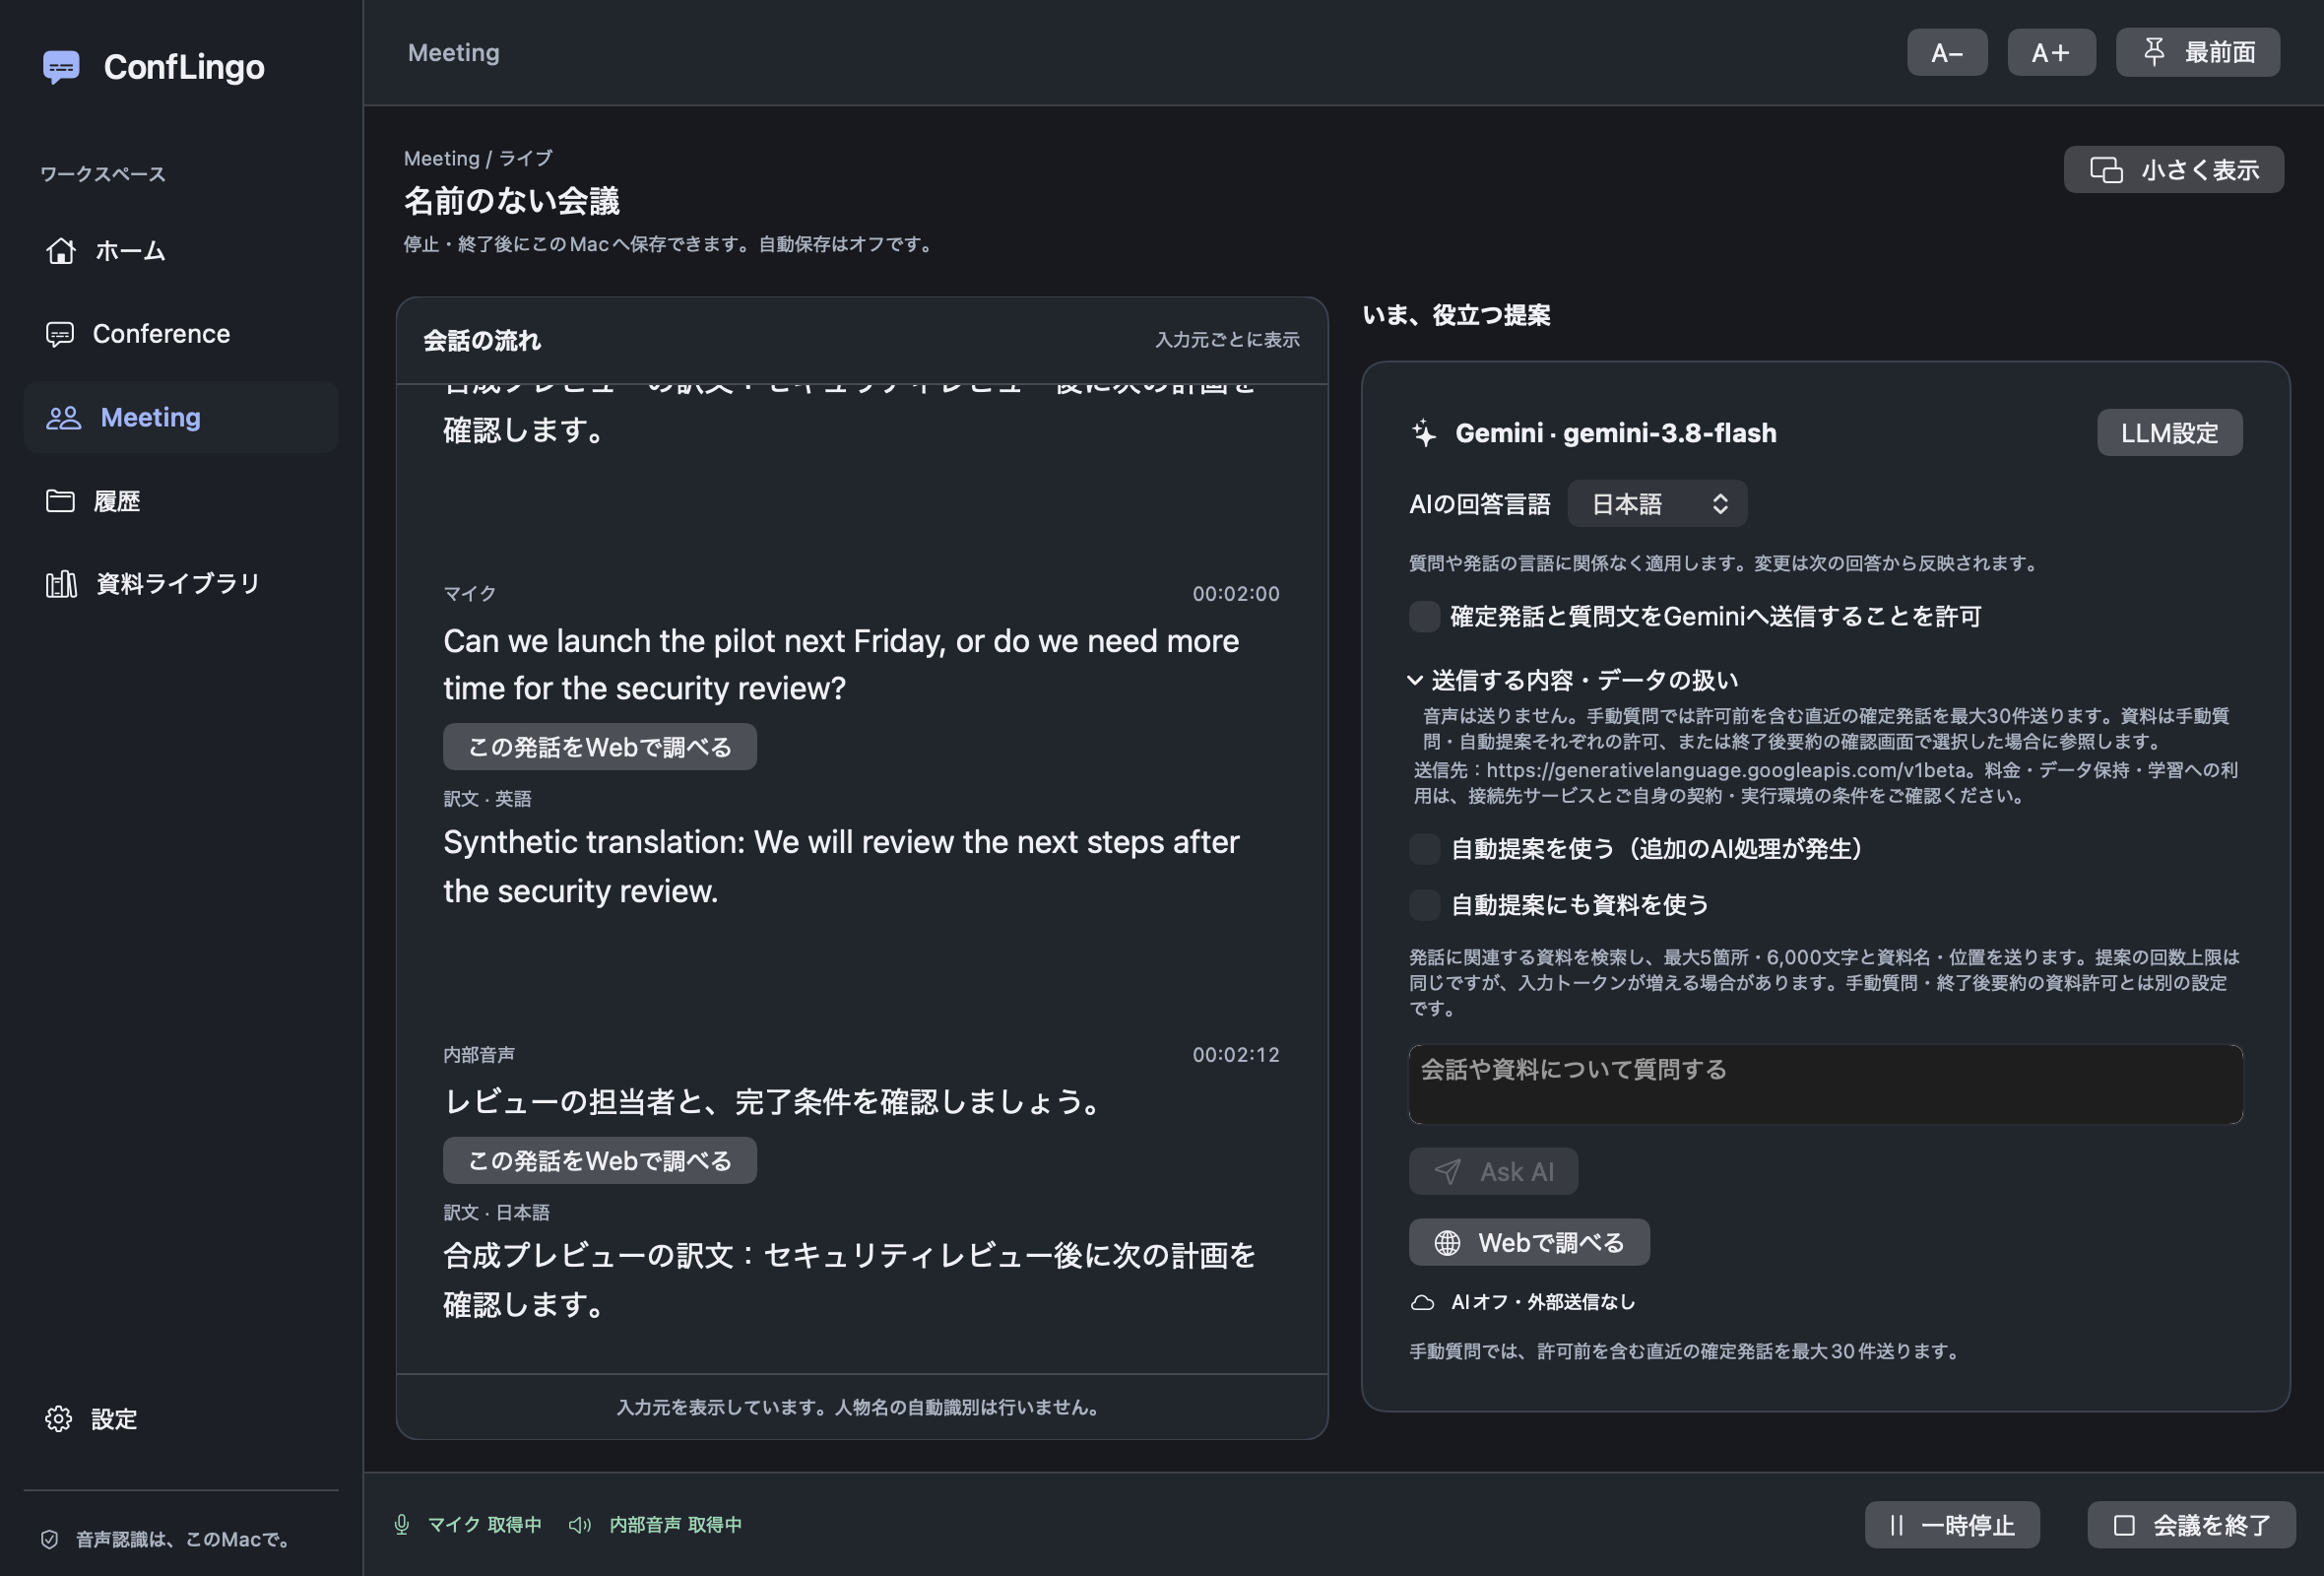 ConfLingo
ワークスペース
ホーム
Conference
Meeting
履歴
資料ライブラリ
設定
音声認識は、このMacで。
Meeting
A− A+ 最前面
Meeting / ライブ
名前のない会議
停止・終了後にこのMacへ保存できます。自動保存はオフです。
小さく表示
会話の流れ 入力元ごとに表示
合成プレビューの訳文：セキュリティレビュー後に次の計画を
確認します。
マイク 00:02:00
Can we launch the pilot next Friday, or do we need more
time for the security review?
この発話をWebで調べる
訳文 · 英語
Synthetic translation: We will review the next steps after
the security review.
内部音声 00:02:12
レビューの担当者と、完了条件を確認しましょう。
この発話をWebで調べる
訳文 · 日本語
合成プレビューの訳文：セキュリティレビュー後に次の計画を
確認します。
入力元を表示しています。人物名の自動識別は行いません。
いま、役立つ提案
Gemini · gemini-3.8-flash LLM設定
AIの回答言語 日本語
質問や発話の言語に関係なく適用します。変更は次の回答から反映されます。
確定発話と質問文をGeminiへ送信することを許可
送信する内容・データの扱い
音声は送りません。手動質問では許可前を含む直近の確定発話を最大30件送ります。資料は手動質
問・自動提案それぞれの許可、または終了後要約の確認画面で選択した場合に参照します。
送信先：https://generativelanguage.googleapis.com/v1beta。料金・データ保持・学習への利
用は、接続先サービスとご自身の契約・実行環境の条件をご確認ください。
自動提案を使う（追加のAI処理が発生）
自動提案にも資料を使う
発話に関連する資料を検索し、最大5箇所・6,000文字と資料名・位置を送ります。提案の回数上限は
同じですが、入力トークンが増える場合があります。手動質問・終了後要約の資料許可とは別の設定
です。
会話や資料について質問する
Ask AI
Webで調べる
AIオフ・外部送信なし
手動質問では、許可前を含む直近の確定発話を最大30件送ります。
マイク 取得中 内部音声 取得中
一時停止 会議を終了